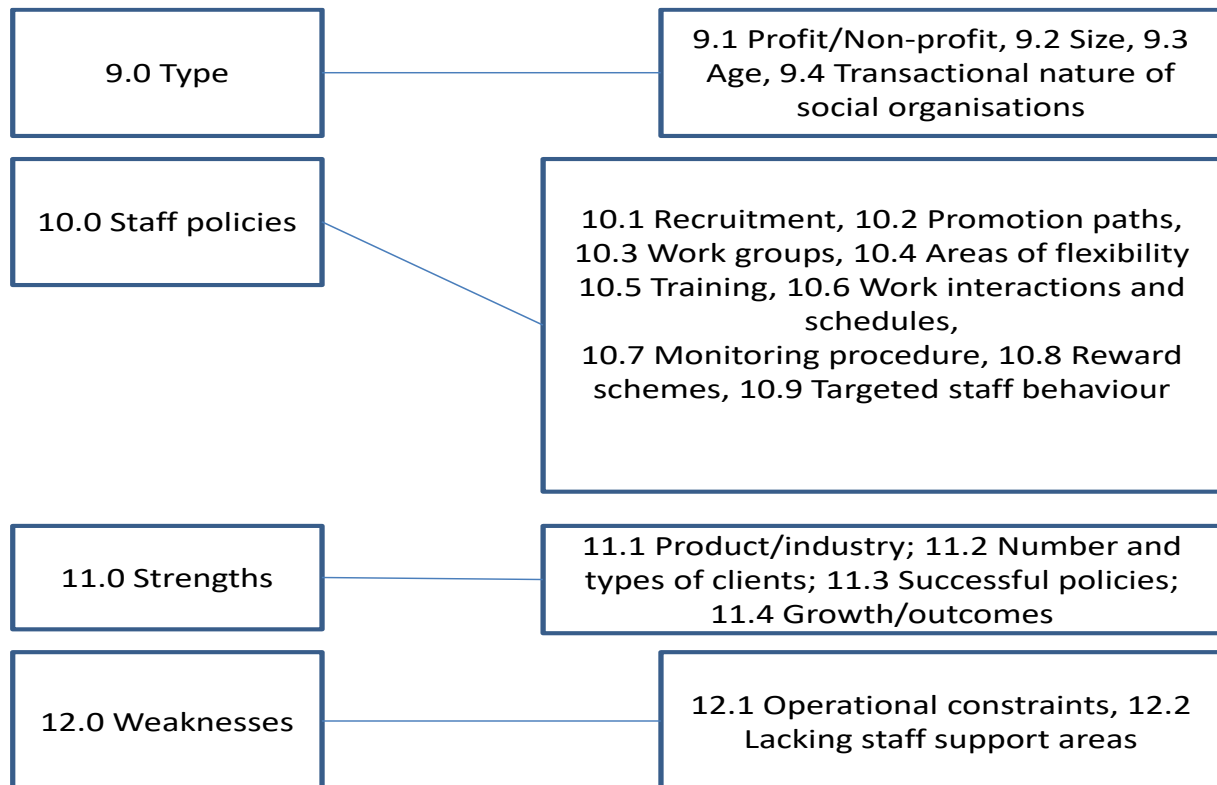 9.0 Type
9.1 Profit/Non-profit, 9.2 Size, 9.3
Age, 9.4 Transactional nature of
social organisations
10.0 Staff policies
10.1 Recruitment, 10.2 Promotion paths,
10.3 Work groups, 10.4 Areas of flexibility
10.5 Training, 10.6 Work interactions and
schedules,
10.7 Monitoring procedure, 10.8 Reward
schemes, 10.9 Targeted staff behaviour
11.0 Strengths
11.1 Product/industry; 11.2 Number and
types of clients; 11.3 Successful policies;
11.4 Growth/outcomes
12.0 Weaknesses
12.1 Operational constraints, 12.2
Lacking staff support areas